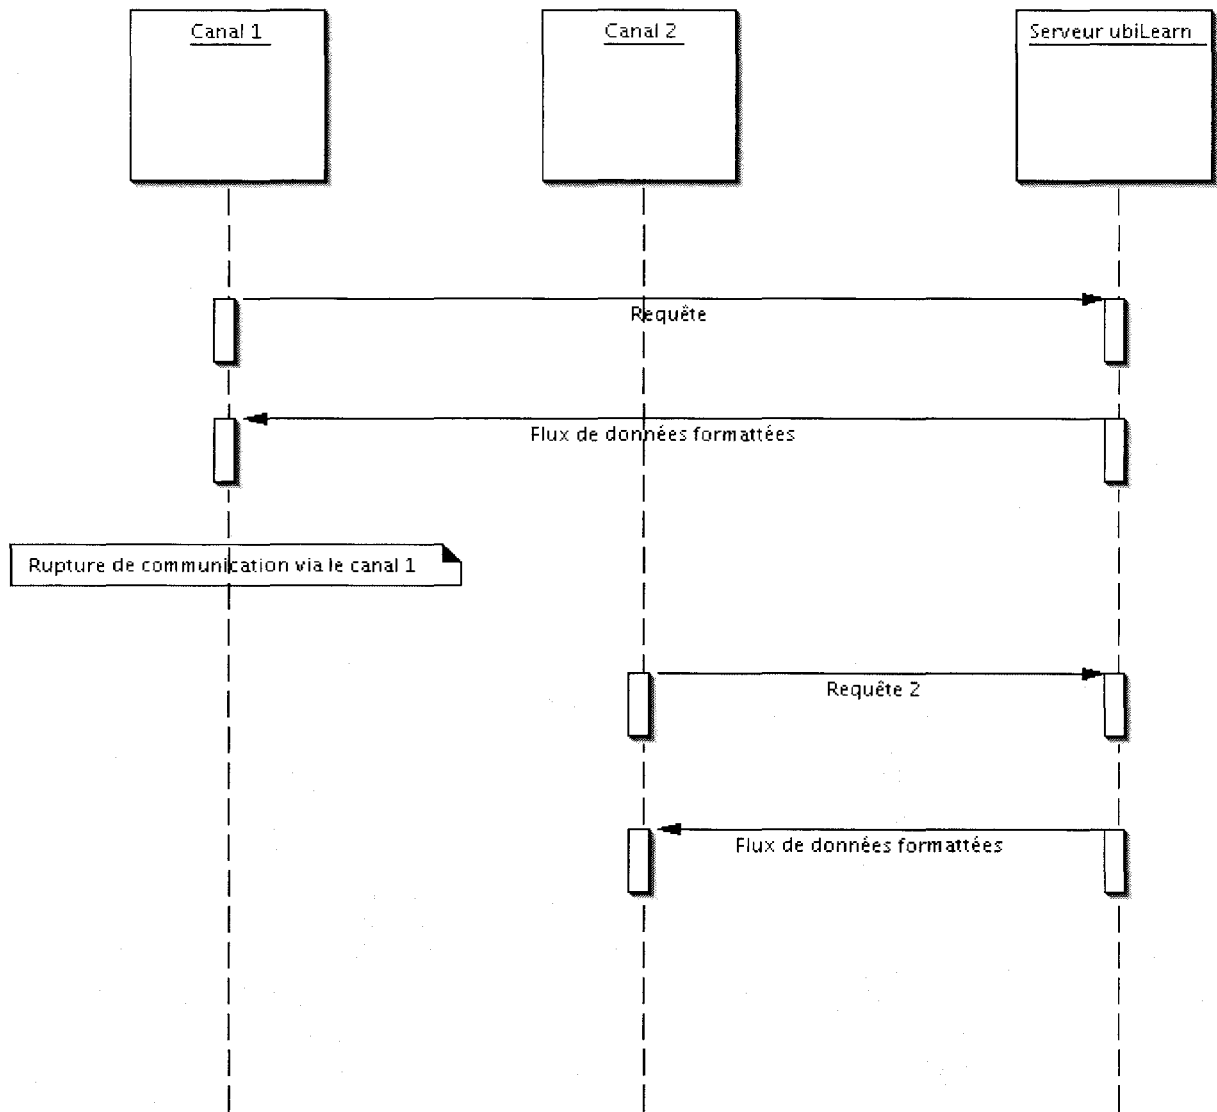 Canal 1
Canal 2
Serveur ubiLearn
Requête
Flux de données formattées
Rupture de communication via le canal 1
Requête 2
Flux de données formattées